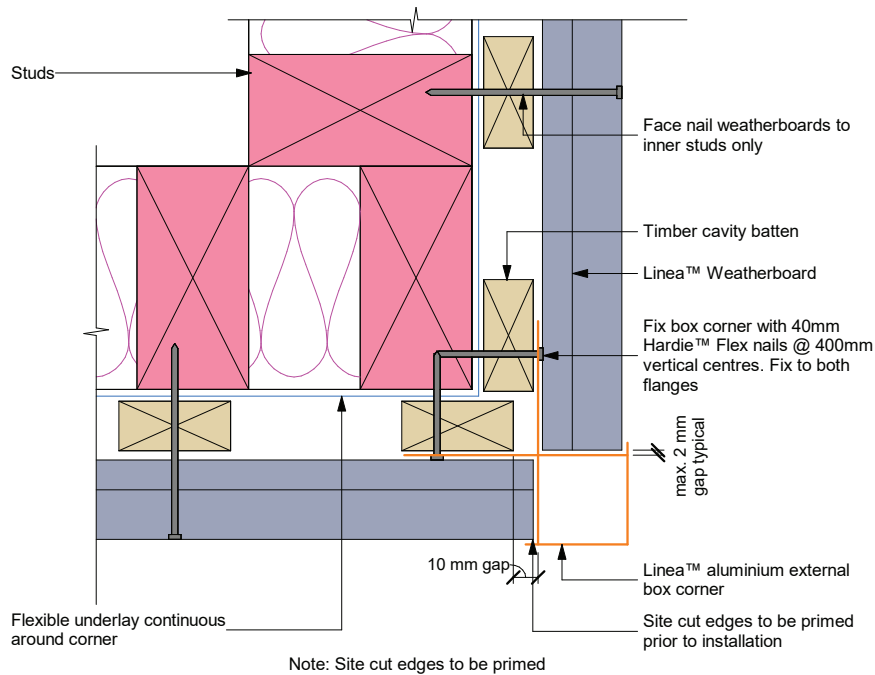 Studs
Face nail weatherboards to
inner studs only
Timber cavity batten
Linea™ Weatherboard
Fix box corner with 40mm
Hardie™ Flex nails @ 400mm
vertical centres. Fix to both
flanges
max. 2 mm
gap typical
10 mm gap
Linea™ aluminium external
box corner
Flexible underlay continuous
around corner
Site cut edges to be primed
prior to installation
Note: Site cut edges to be primed